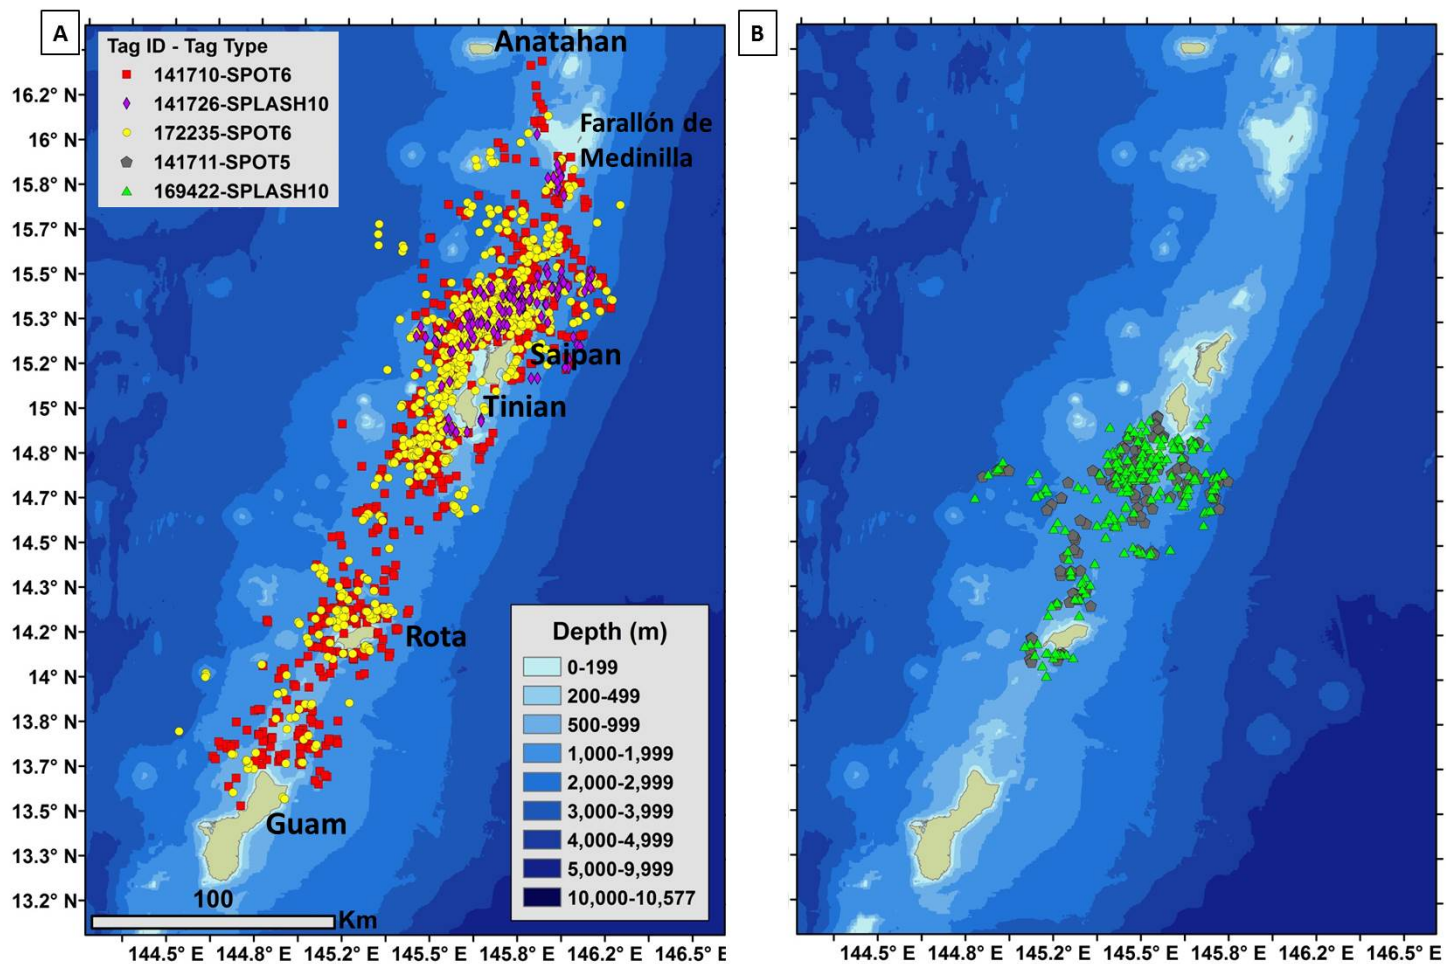 A
B
Tag ID - Tag Type
141710-SPOT6
141726-SPLASH10
172235-SPOT6
141711-SPOT5
169422-SPLASH10
Anatahan
Farallón de
Medinilla
Saipan
Tinian
Rota
Guam
16.2° N
16° N
15.8° N
15.7° N
15.5° N
15.3° N
15.2° N
15° N
14.8° N
14.7° N
14.5° N
14.3° N
14.2° N
14° N
13.8° N
13.7° N
13.5° N
13.3° N
13.2° N
Depth (m)
0-199
200-499
500-999
1,000-1,999
2,000-2,999
3,000-3,999
4,000-4,999
5,000-9,999
10,000-10,577
100
Km
144.5° E 144.8° E 145.2° E 145.5° E 145.8° E 146.2° E 146.5° E
144.5° E 144.8° E 145.2° E 145.5° E 145.8° E 146.2° E 146.5° E